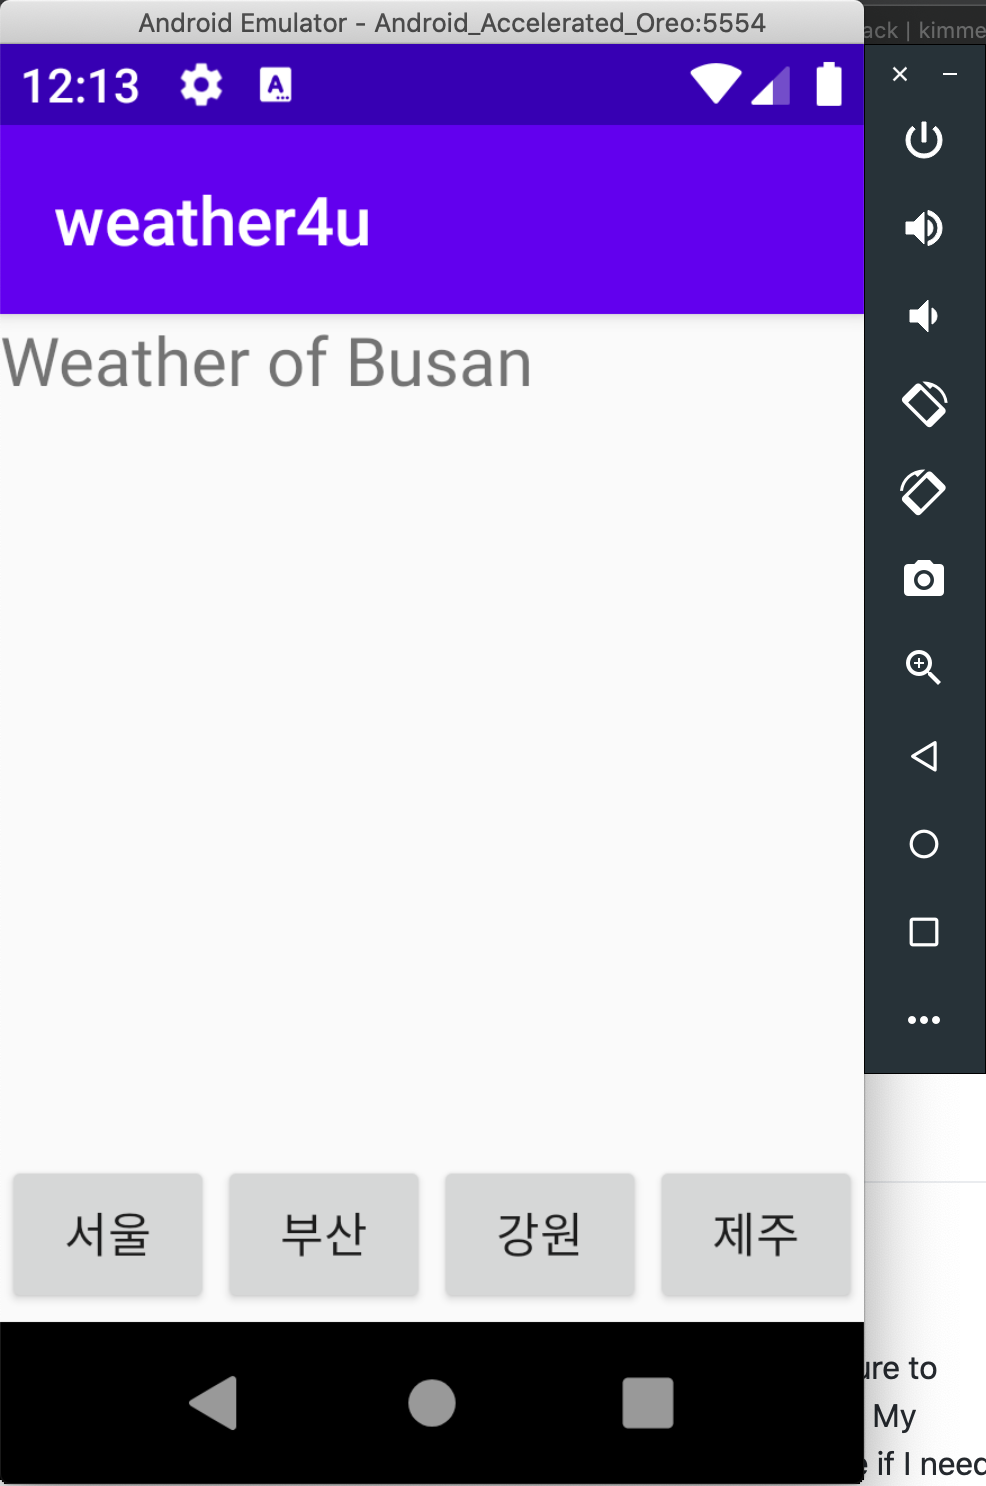 Android Emulator - Android_Accelerated_Oreo:5554
ack | kimme
12:13
A
weather4u
Weather of Busan
서울 부산 강원 제주
ure to
My
if I need